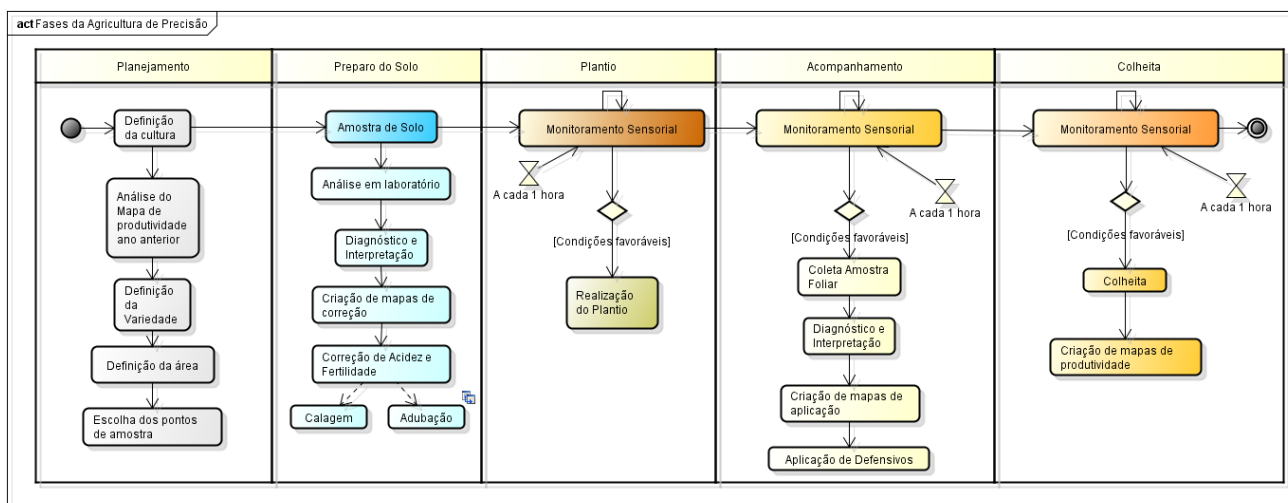 act Fases da Agricultura de Precisão
Planejamento
Definição
da cultura
Análise do
Mapa de
produtividade
ano anterior
Definição
da
Variedade
Definição da área
Escolha dos pontos
de amostra
Preparo do Solo
Amostra de Solo
Análise em laboratório
Diagnóstico e
Interpretação
Criação de mapas de
correção
Correção de Acidez e
Fertilidade
Calagem
Adubação
Plantio
Monitoramento Sensorial
A cada 1 hora
[Condições favoráveis]
Realização
do Plantio
Acompanhamento
Monitoramento Sensorial
A cada 1 hora
[Condições favoráveis]
Coleta Amostra
Foliar
Diagnóstico e
Interpretação
Criação de mapas de
aplicação
Aplicação de Defensivos
Colheita
Monitoramento Sensorial
A cada 1 hora
[Condições favoráveis]
Colheita
Criação de mapas de
produtividade